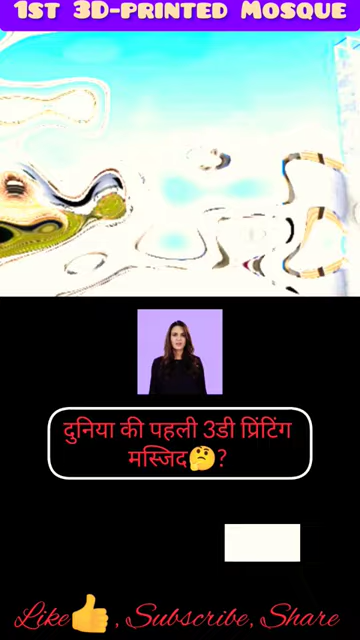 1st 3D-printed Mosque
दुनिया की पहली 3डी प्रिंटिंग
मस्जिद🤔?
Like👍, Subscribe, Share